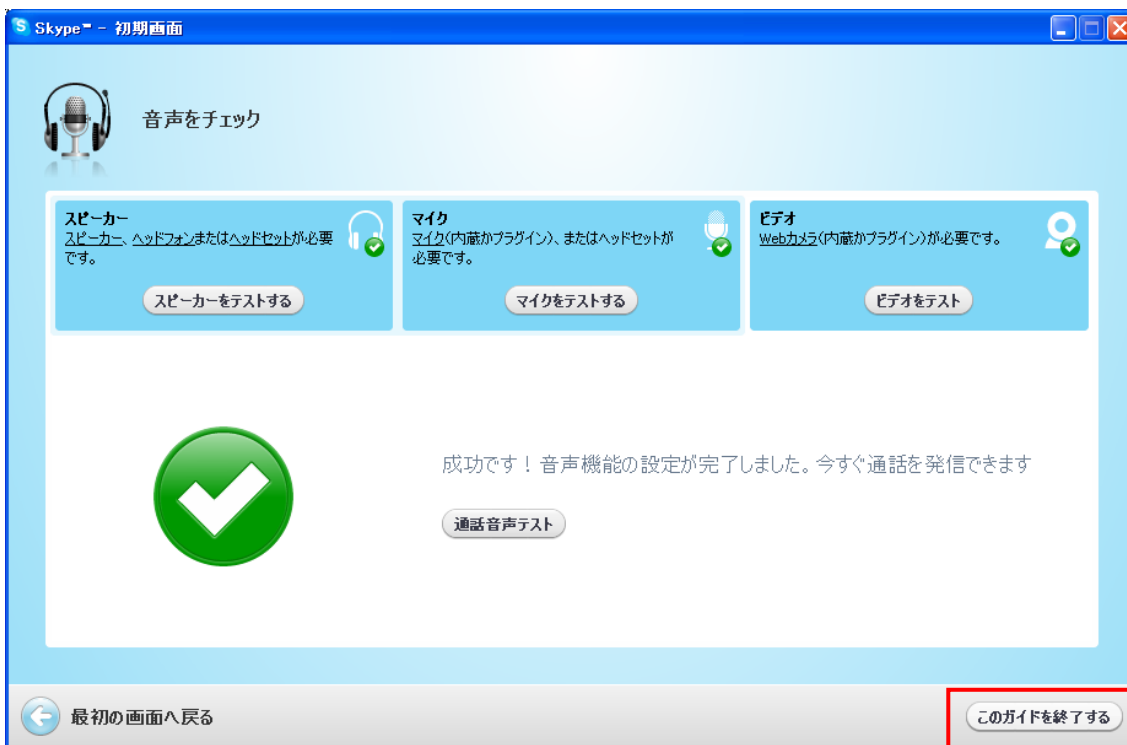 Skype™ - 初期画面
音声をチェック
スピーカー
スピーカー、ヘッドフォンまたはヘッドセットが必要
です。
スピーカーをテストする
マイク
マイク(内蔵かプラグイン)、またはヘッドセットが
必要です。
マイクをテストする
ビデオ
Webカメラ(内蔵かプラグイン)が必要です。
ビデオをテスト
成功です！音声機能の設定が完了しました。今すぐ通話を発信できます
通話音声テスト
最初の画面へ戻る
このガイドを終了する